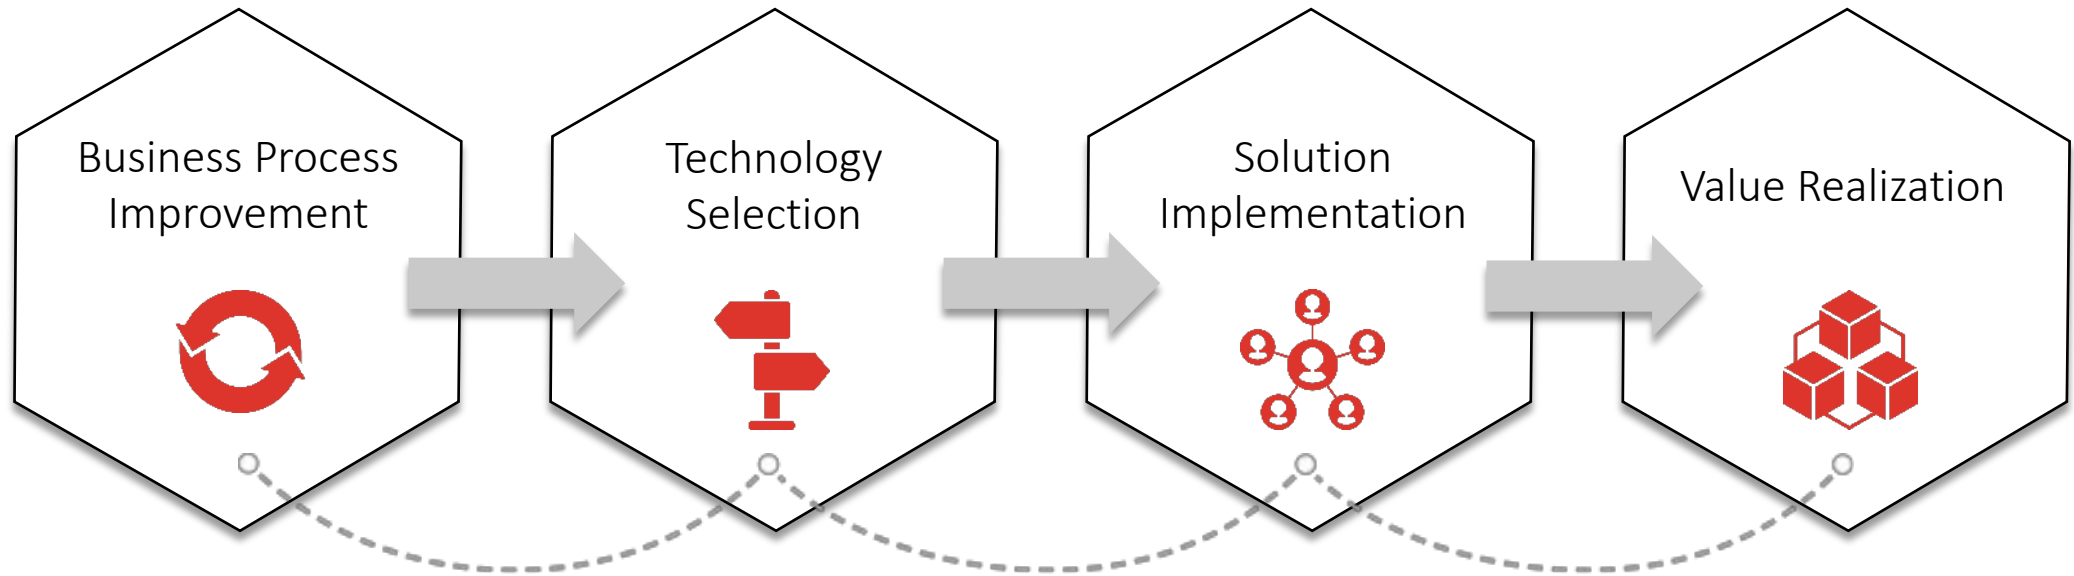 Business Process
Improvement
Technology
Selection
Solution
Implementation
Value Realization